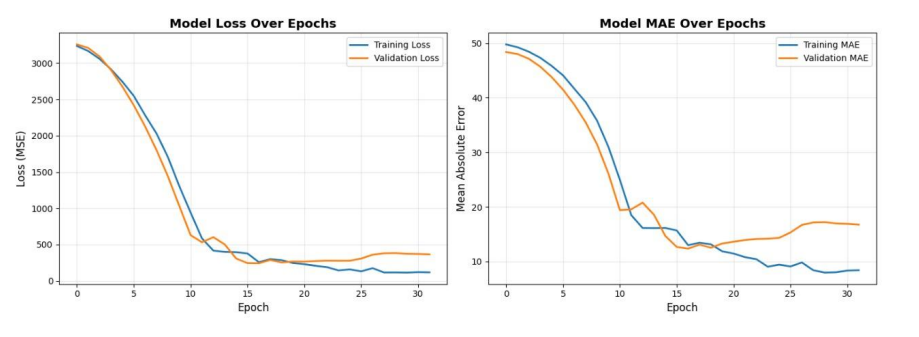 Model Loss Over Epochs
Training Loss
Validation Loss
Loss (MSE)
3000
2500
2000
1500
1000
500
0
0 5 10 15 20 25 30
Epoch
Model MAE Over Epochs
Training MAE
Validation MAE
Mean Absolute Error
50
40
30
20
10
0 5 10 15 20 25 30
Epoch